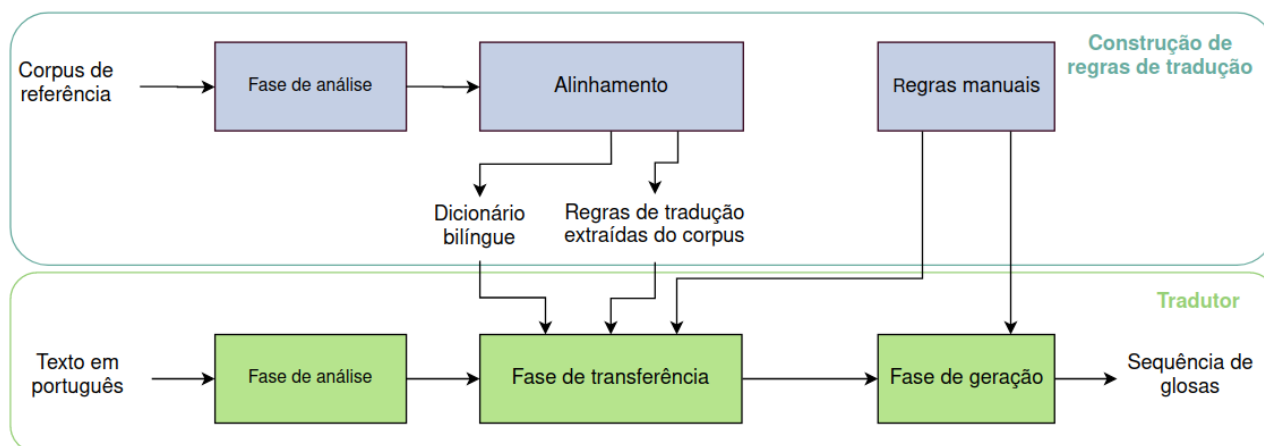 Construção de
regras de tradução
Corpus de
referência
Fase de análise
Alinhamento
Regras manuais
Dicionário
bilíngue
Regras de tradução
extraídas do corpus
Tradutor
Texto em
português
Fase de análise
Fase de transferência
Fase de geração
Sequência de
glosas